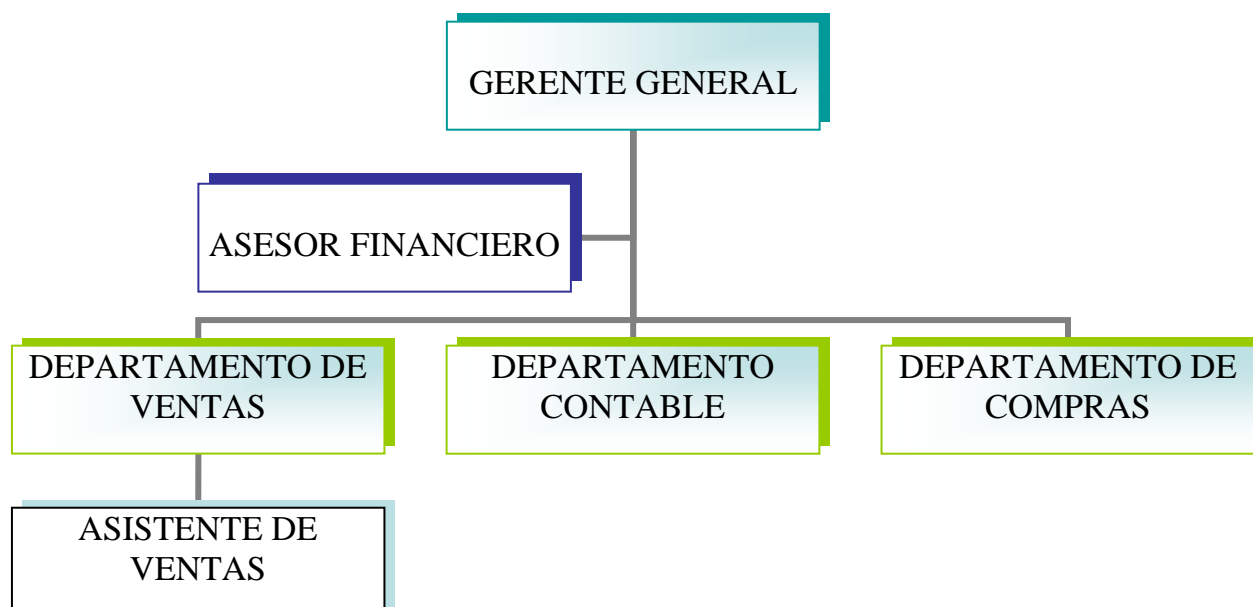 GERENTE GENERAL
ASESOR FINANCIERO
DEPARTAMENTO DE
VENTAS
DEPARTAMENTO
CONTABLE
DEPARTAMENTO DE
COMPRAS
ASISTENTE DE
VENTAS